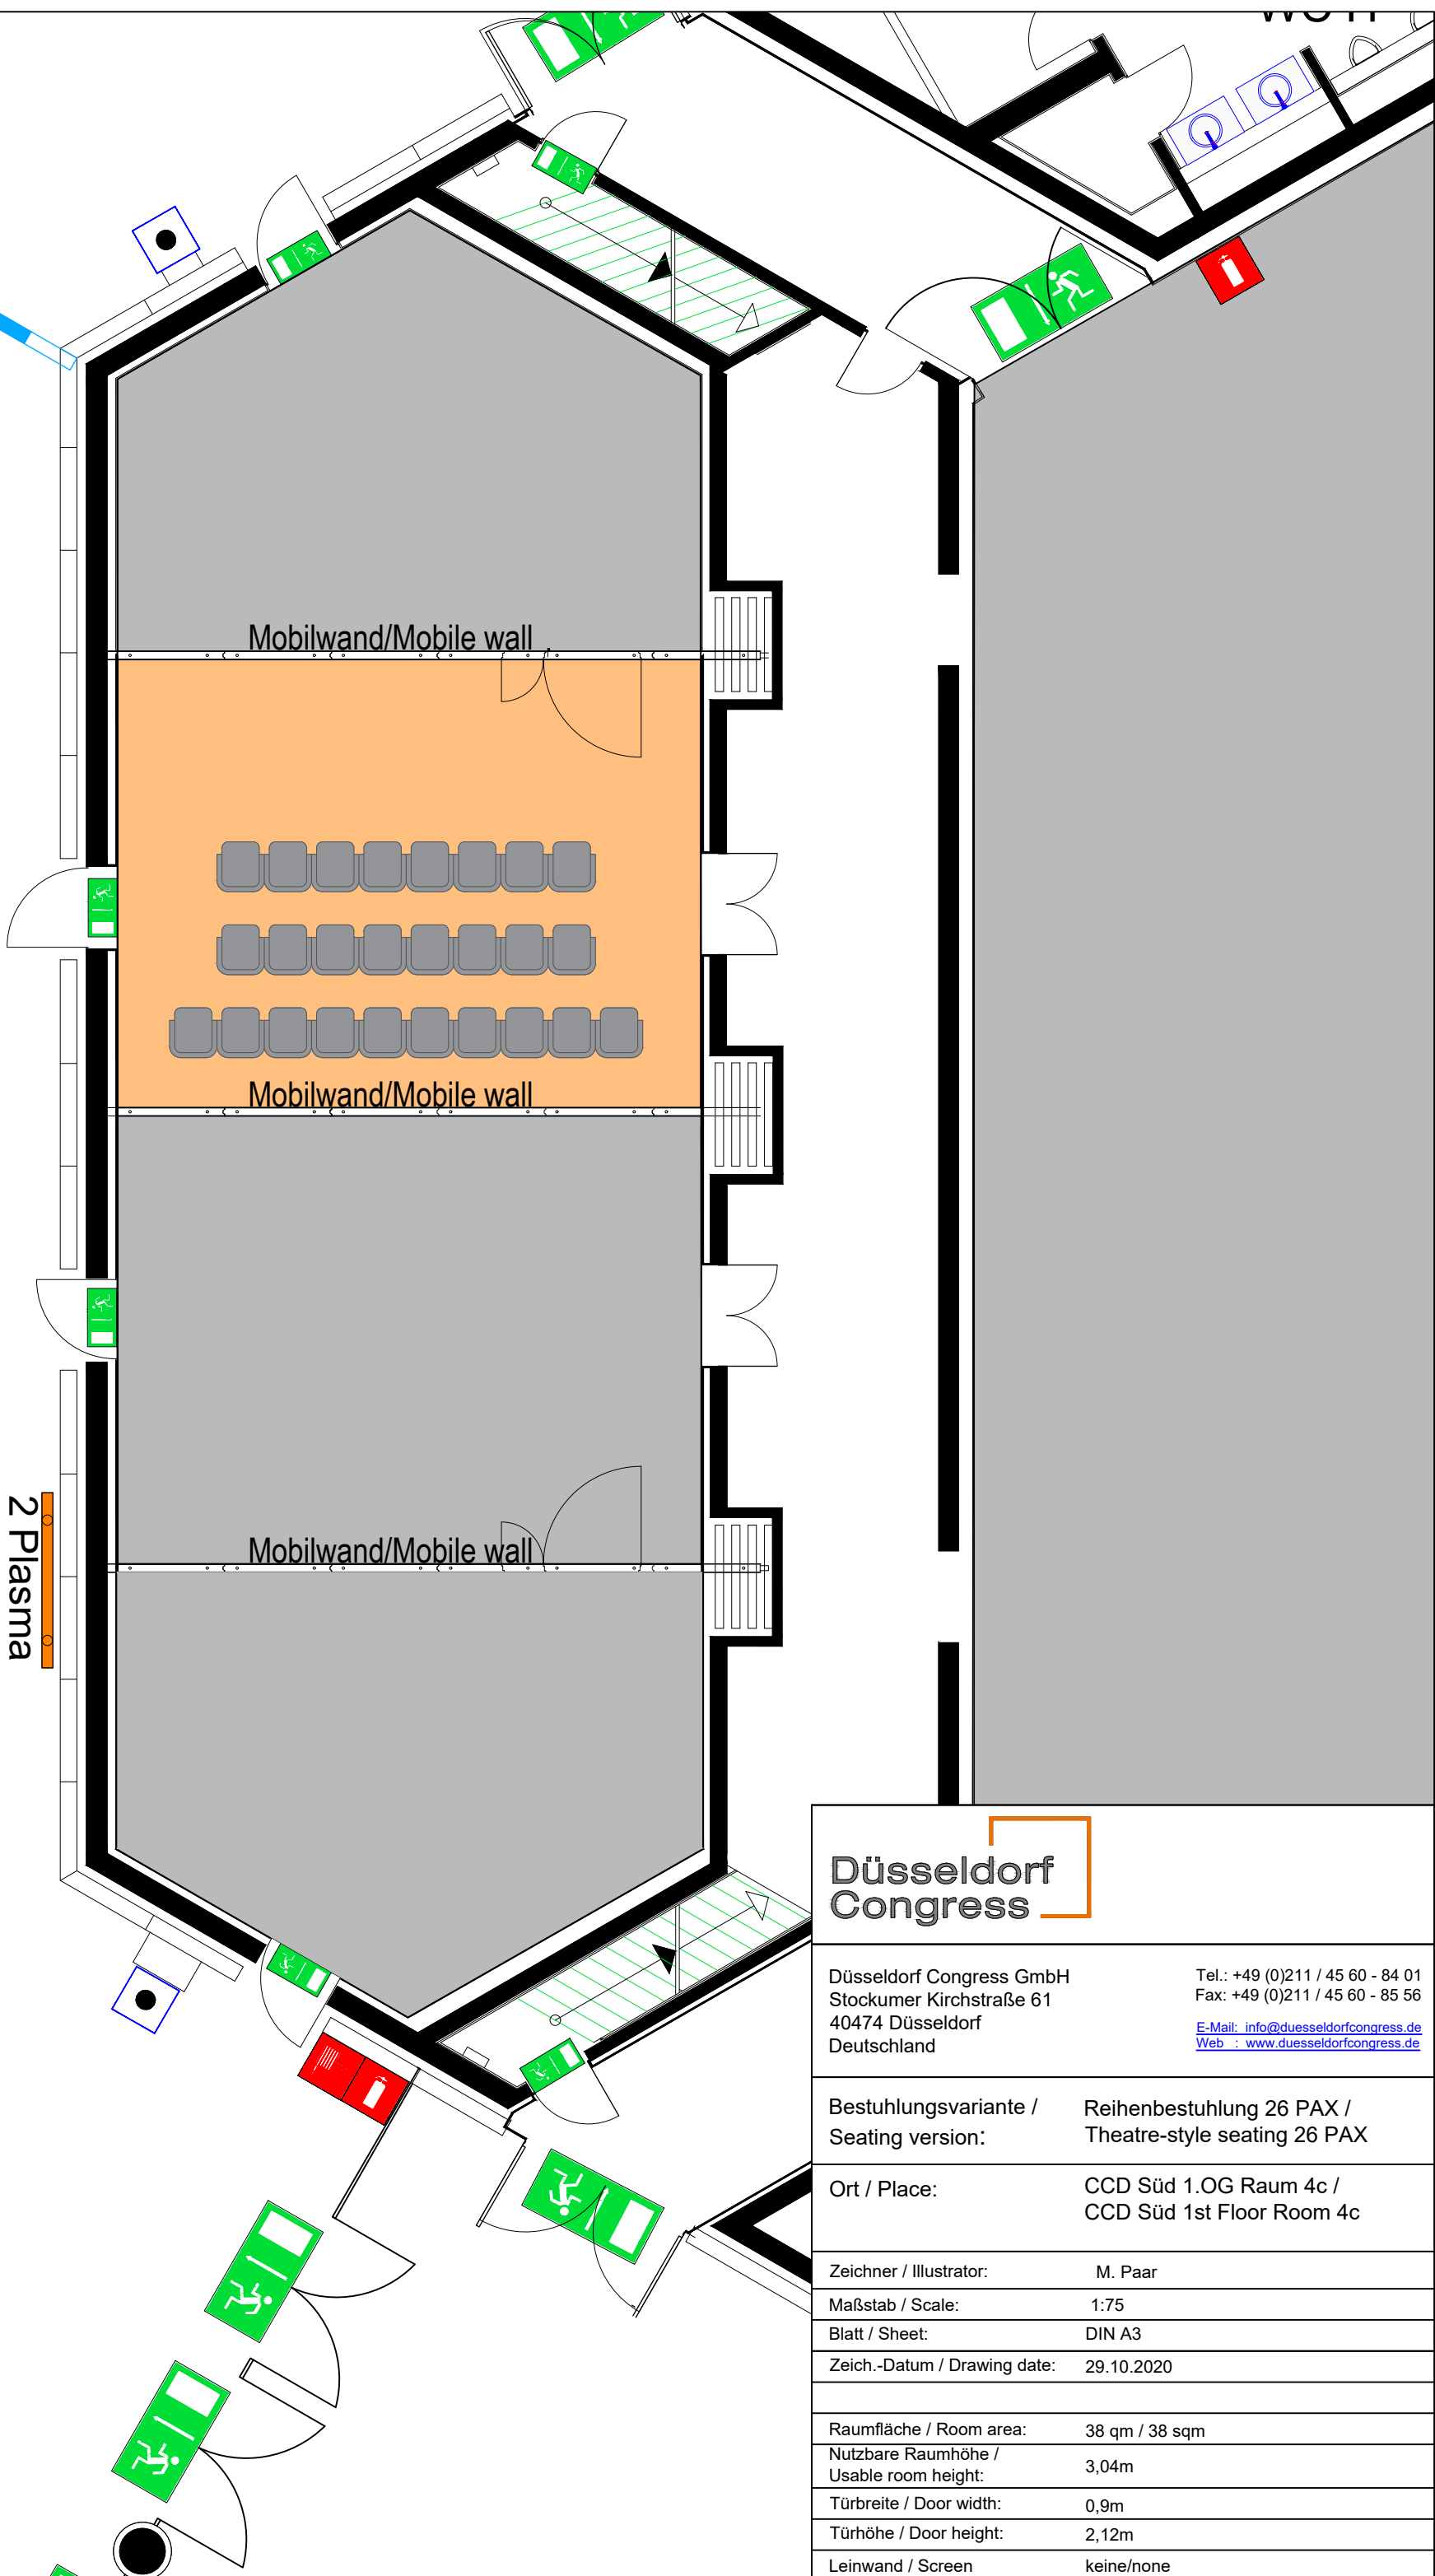 Mobilwand/Mobile wall
Mobilwand/Mobile wall
Mobilwand/Mobile wall
2 Plasma
Düsseldorf
Congress
Düsseldorf Congress GmbH
Stockumer Kirchstraße 61
40474 Düsseldorf
Deutschland
Tel.: +49 (0)211 / 45 60 - 84 01
Fax: +49 (0)211 / 45 60 - 85 56
E-Mail: info@duesseldorfcongress.de
Web : www.duesseldorfcongress.de
Bestuhlungsvariante / Reihenbestuhlung 26 PAX /
Seating version: Theatre-style seating 26 PAX
Ort / Place: CCD Süd 1.OG Raum 4c /
CCD Süd 1st Floor Room 4c
Zeichner / Illustrator: M. Paar
Maßstab / Scale: 1:75
Blatt / Sheet: DIN A3
Zeich.-Datum / Drawing date: 29.10.2020
Raumfläche / Room area: 38 qm / 38 sqm
Nutzbare Raumhöhe /
Usable room height: 3,04m
Türbreite / Door width: 0,9m
Türhöhe / Door height: 2,12m
Leinwand / Screen keine/none